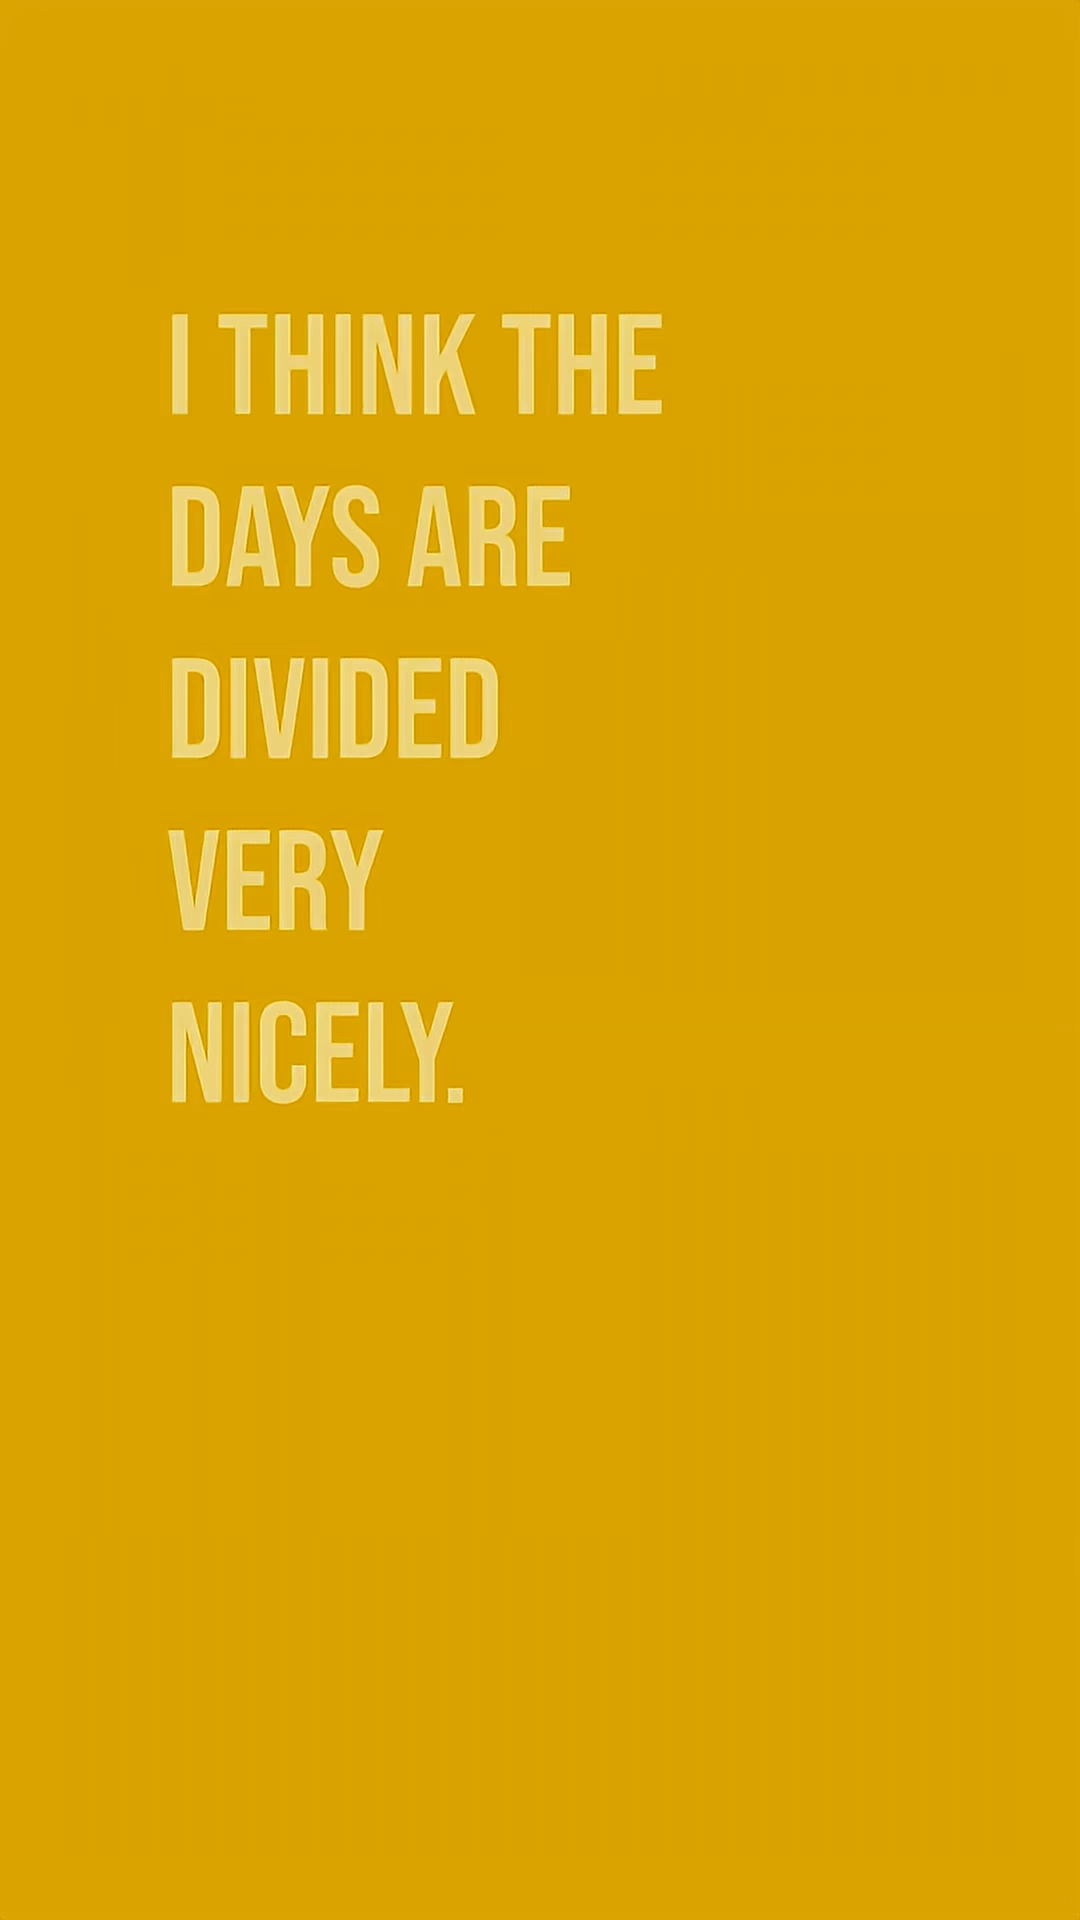 I THINK THE
DAYS ARE
DIVIDED
VERY
NICELY.